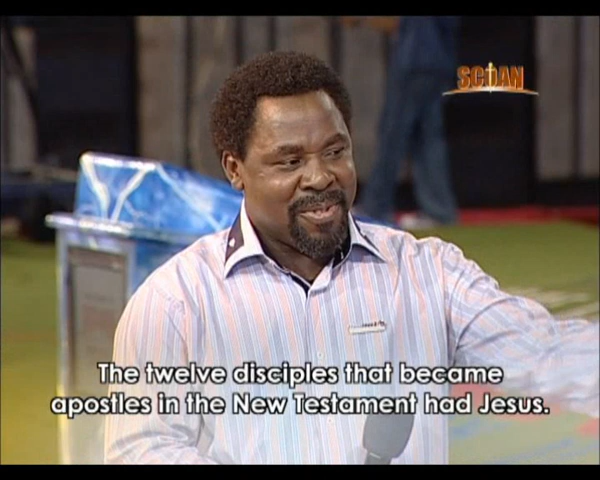 SCOAN
The twelve disciples that became
apostles in the New Testament had Jesus.